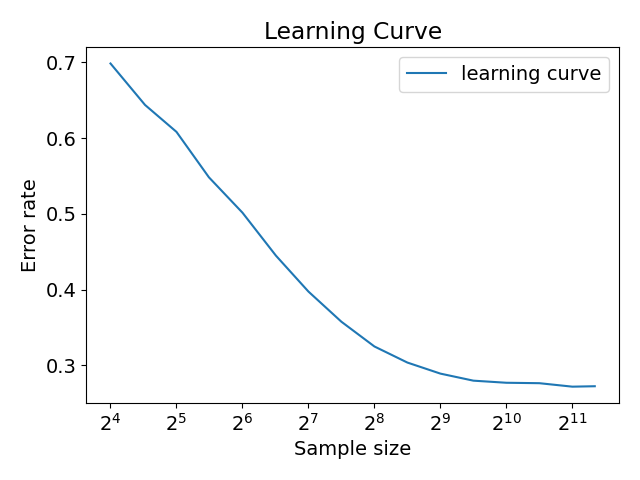 Learning Curve
learning curve
0.7
0.6
0.5
0.4
0.3
Error rate
2⁴ 2⁵ 2⁶ 2⁷ 2⁸ 2⁹ 2¹⁰ 2¹¹
Sample size